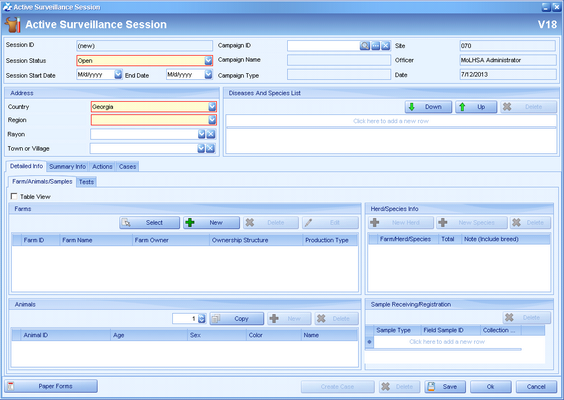 Active Surveillance Session
Active Surveillance Session V18
Session ID (new) Campaign ID Site 070
Session Status Open Campaign Name Officer MoLHSA Administrator
Session Start Date M/d/yyyy End Date M/d/yyyy Campaign Type Date 7/12/2013
Address Diseases And Species List
Country Georgia Down Up Delete
Region Click here to add a new row
Rayon
Town or Village
Detailed Info Summary Info Actions Cases
Farm/Animals/Samples Tests
Table View
Farms Herd/Species Info
Select New Delete Edit New Herd New Species Delete
Farm ID Farm Name Farm Owner Ownership Structure Production Type Farm/Herd/Species Total Note (Include breed)
Animals Sample Receiving/Registration
1 Copy New Delete Delete
Animal ID Age Sex Color Name Sample Type Field Sample ID Collection ...
Click here to add a new row
Paper Forms Create Case Delete Save Ok Cancel